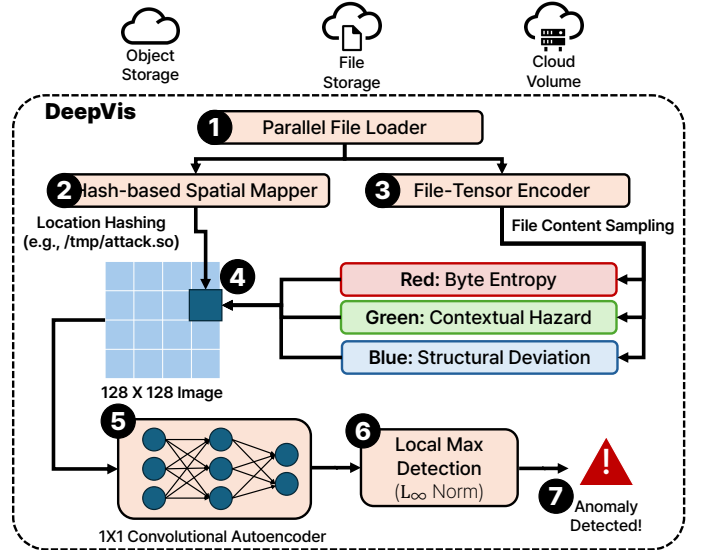 Object
Storage
File
Storage
Cloud
Volume
DeepVis
1 Parallel File Loader
2 Hash-based Spatial Mapper
3 File-Tensor Encoder
Location Hashing
(e.g., /tmp/attack.so)
File Content Sampling
4
Red: Byte Entropy
Green: Contextual Hazard
Blue: Structural Deviation
128 X 128 Image
5
6
Local Max
Detection
(L∞ Norm)
!
7
Anomaly
Detected!
1X1 Convolutional Autoencoder